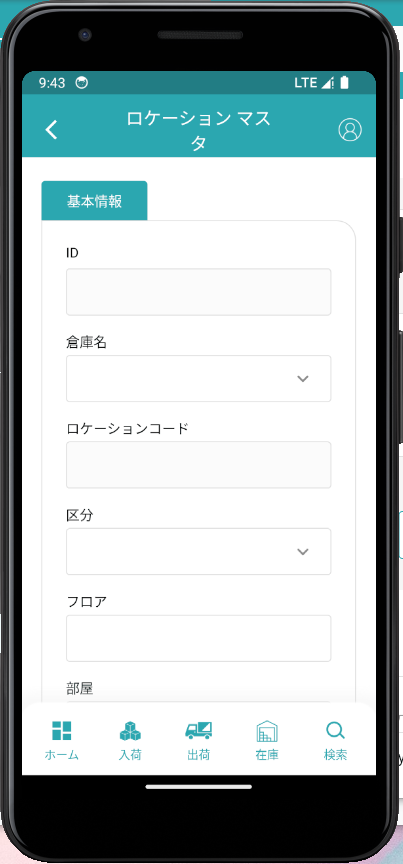 9:43
LTE
ロケーション マス
タ
基本情報
ID
倉庫名
ロケーションコード
区分
フロア
部屋
ホーム 入荷 出荷 在庫 検索